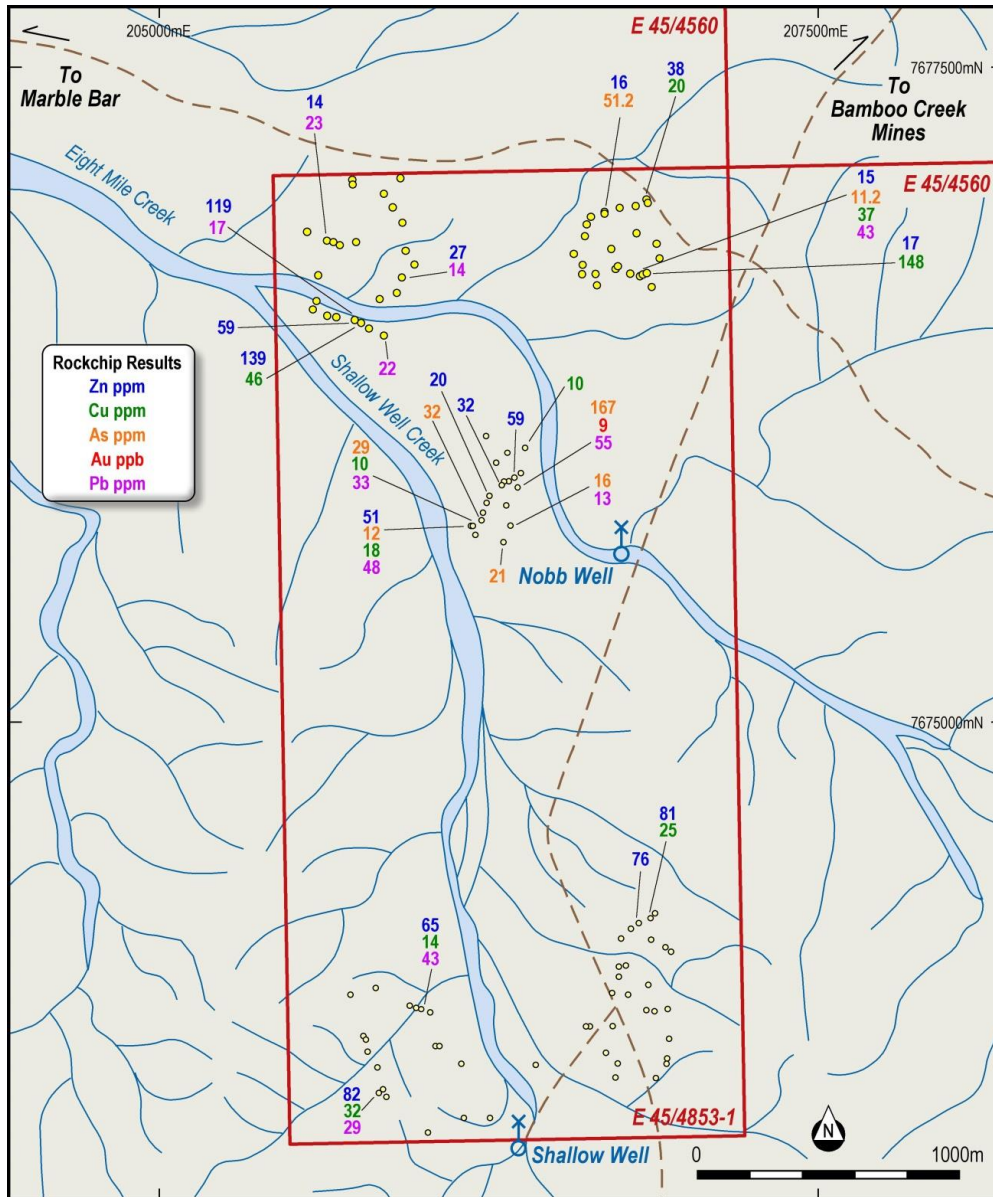 205000mE
207500mE
E 45/4560
7677500mN
To
Marble Bar
To
Bamboo Creek
Mines
16
51.2
38
20
14
23
Eight Mile Creek
E 45/4560
15
11.2
37
43
119
17
17
148
27
14
59
139
46
22
Rockchip Results
Zn ppm
Cu ppm
As ppm
Au ppb
Pb ppm
Shallow Well Creek
20
32
32
59
10
167
9
55
29
10
33
16
13
51
12
18
48
21
Nobb Well
7675000mN
81
25
76
65
14
43
82
32
29
E 45/4853-1
N
Shallow Well
0
1000m